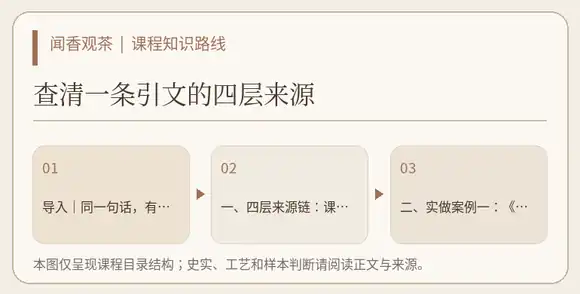 闻香观茶｜课程知识路线
查清一条引文的四层来源
01
02
03
导入｜同一句话，有…
一、四层来源链：课…
二、实做案例一：《…
本图仅呈现课程目录结构；史实、工艺和样本判断请阅读正文与来源。